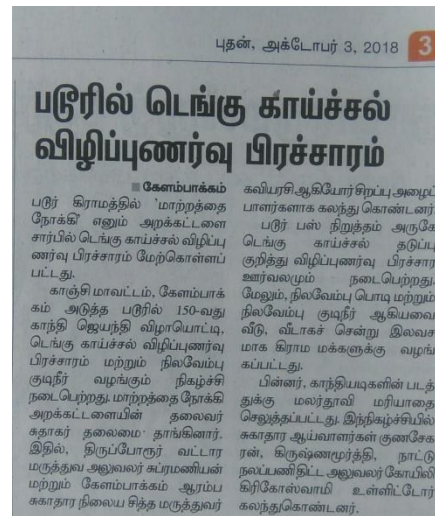 புதன், அக்டோபர் 3, 2018 3
படூரில் டெங்கு காய்ச்சல்
விழிப்புணர்வு பிரச்சாரம்
■ கேளம்பாக்கம்
படூர் கிராமத்தில் 'மாற்றத்தை
நோக்கி' எனும் அறக்கட்டளை
சார்பில் டெங்கு காய்ச்சல் விழிப்பு
ணர்வு பிரச்சாரம் மேற்கொள்ளப்
பட்டது.
காஞ்சி மாவட்டம், கேளம்பாக்
கம் அடுத்த படூரில் 150-வது
காந்தி ஜெயந்தி விழாயொட்டி,
டெங்கு காய்ச்சல் விழிப்புணர்வு
பிரச்சாரம் மற்றும் நிலவேம்பு
குடிநீர் வழங்கும் நிகழ்ச்சி
நடைபெற்றது. மாற்றத்தை நோக்கி
அறக்கட்டளையின் தலைவர்
சுதாகர் தலைமை தாங்கினார்.
இதில், திருப்போரூர் வட்டார
மருத்துவ அலுவலர் சுப்ரமணியன்
மற்றும் கேளம்பாக்கம் ஆரம்ப
சுகாதார நிலைய சித்த மருத்துவர்
கவியரசி ஆகியோர் சிறப்பு அழைப்
பாளர்களாக கலந்து கொண்டனர்.
படூர் பஸ் நிறுத்தம் அருகே
டெங்கு காய்ச்சல் தடுப்பு
குறித்து விழிப்புணர்வு பிரச்சார
ஊர்வலமும் நடைபெற்றது.
மேலும், நிலவேம்பு பொடி மற்றும்
நிலவேம்பு குடிநீர் ஆகியவை
வீடு, வீடாகச் சென்று இலவச
மாக கிராம மக்களுக்கு வழங்
கப்பட்டது.
பின்னர், காந்தியடிகளின் படத்
துக்கு மலர்தூவி மரியாதை
செலுத்தப்பட்டது. இந்நிகழ்ச்சியில்
சுகாதார ஆய்வாளர்கள் குணசேக
ரன், கிருஷ்ணமூர்த்தி, நாட்டு
நலப்பணிதிட்ட அலுவலர் கோயில்
கிரிகோஸ்வாமி உள்ளிட்டோர்
கலந்துகொண்டனர்.